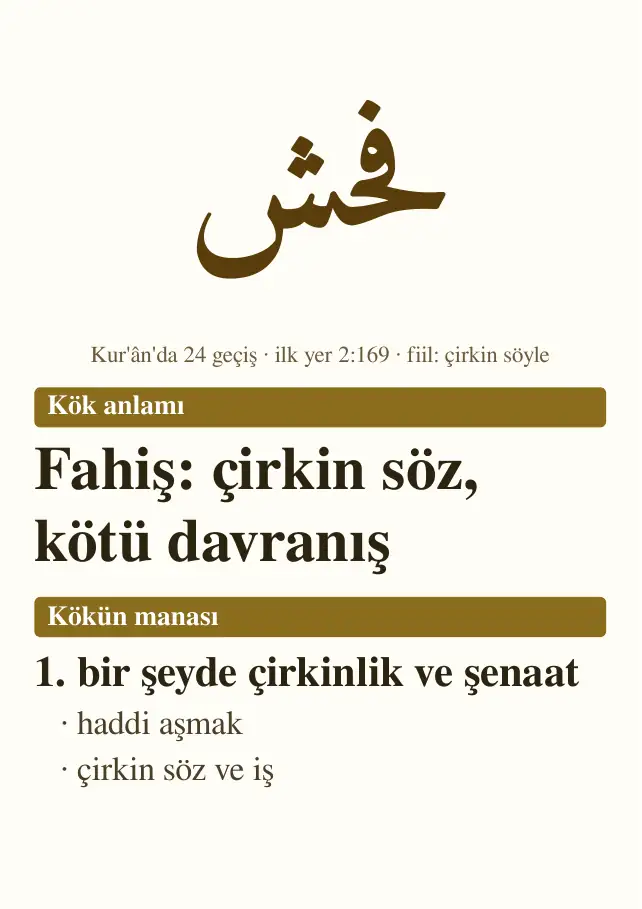 فحش
Kur'ân'da 24 geçiş · ilk yer 2:169 · fiil: çirkin söyle
Kök anlamı
Fahiş: çirkin söz,
kötü davranış
Kökün manası
1. bir şeyde çirkinlik ve şenaat
· haddi aşmak
· çirkin söz ve iş